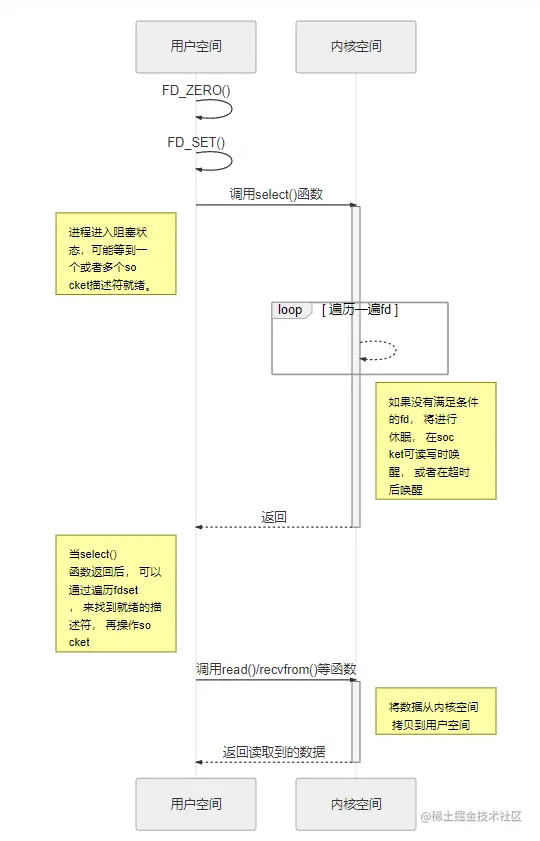 用户空间
内核空间
FD_ZERO()
FD_SET()
调用select()函数
进程进入阻塞状
态，可能等到一
个或者多个so
cket描述符就绪。
loop
[ 遍历一遍fd ]
如果没有满足条件
的fd， 将进行
休眠， 在soc
ket可读写时唤
醒， 或者在超时
后唤醒
返回
当select()
函数返回后， 可以
通过遍历fdset
， 来找到就绪的描
述符， 再操作so
cket
调用read()/recvfrom()等函数
将数据从内核空间
拷贝到用户空间
返回读取到的数据
用户空间
内核空间
@稀土掘金技术社区